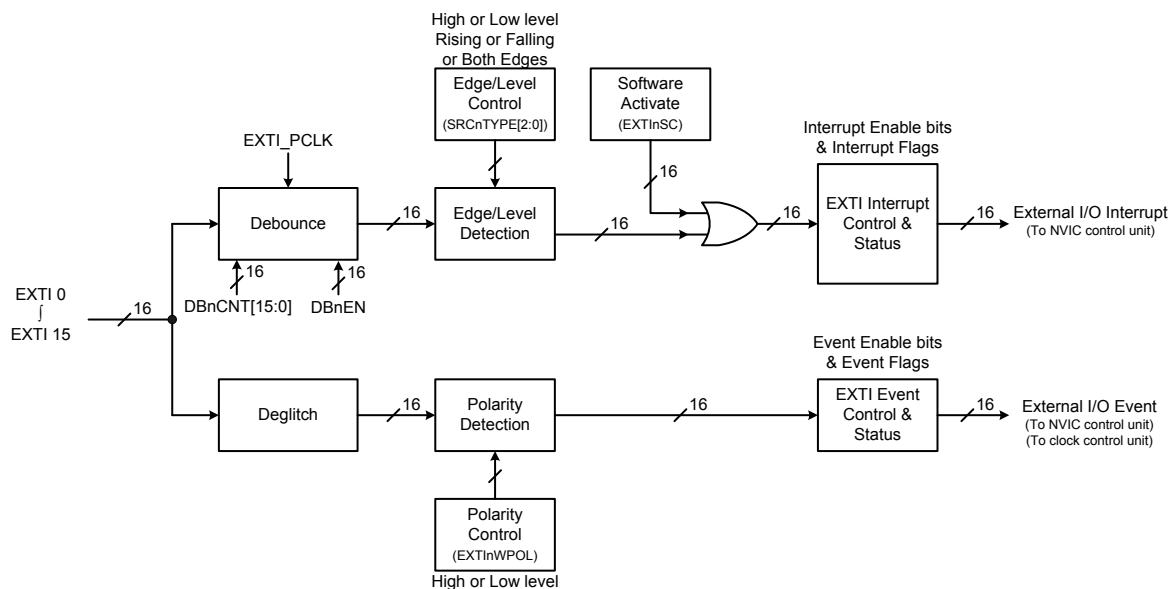 High or Low level
Rising or Falling
or Both Edges
Edge/Level
Control
(SRCnTYPE[2:0])
Software
Activate
(EXTInSC)
EXTI_PCLK
Interrupt Enable bits
& Interrupt Flags
16
Debounce
16
Edge/Level
Detection
16
16
EXTI Interrupt
Control &
Status
16
External I/O Interrupt
(To NVIC control unit)
16
16
DBnCNT[15:0]
DBnEN
EXTI 0
∫
EXTI 15
16
Event Enable bits
& Event Flags
Deglitch
16
Polarity
Detection
16
EXTI Event
Control &
Status
16
External I/O Event
(To NVIC control unit)
(To clock control unit)
Polarity
Control
(EXTInWPOL)
High or Low level